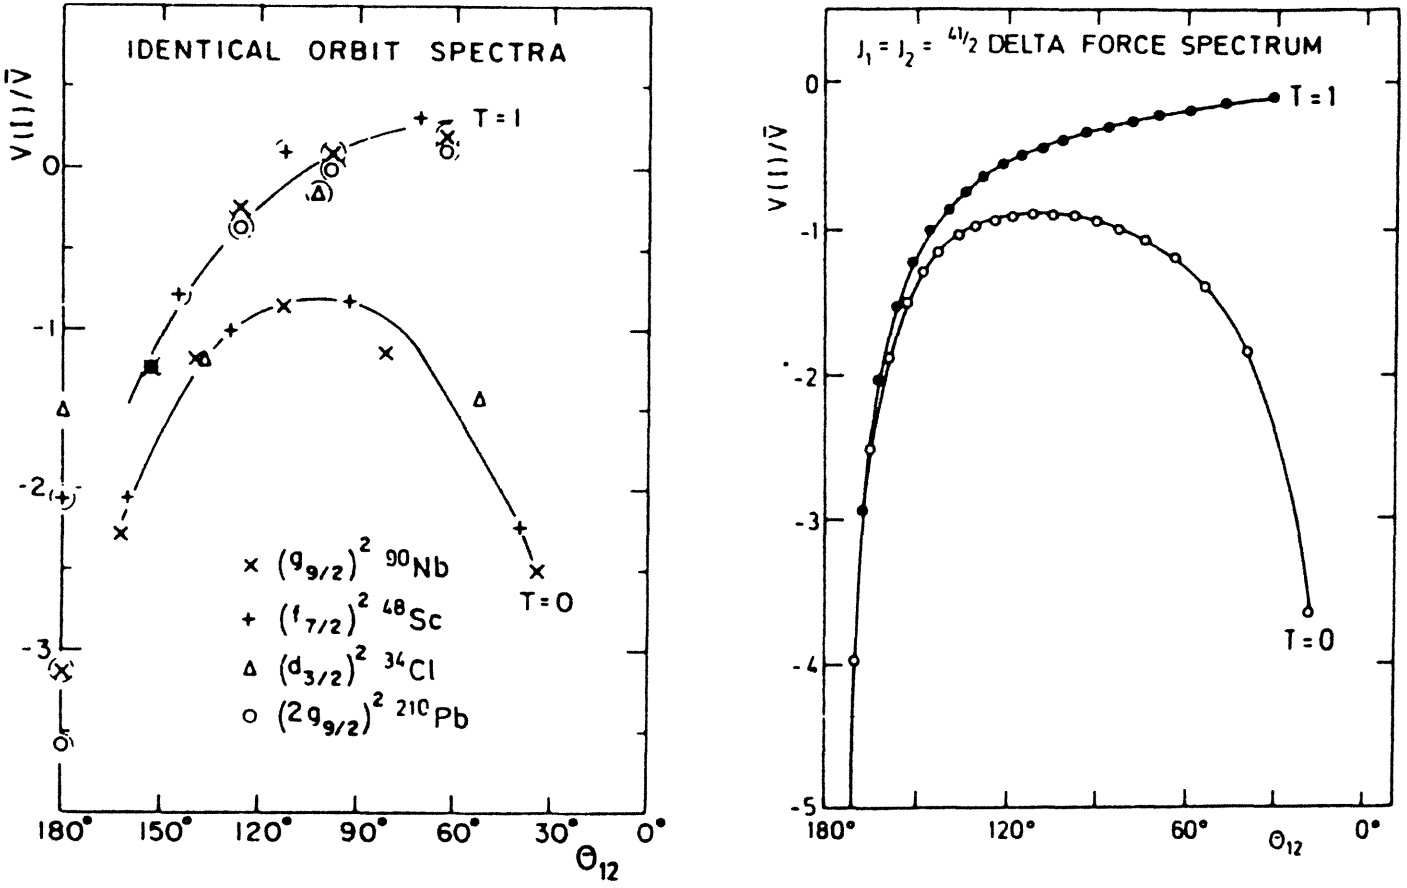 IDENTICAL ORBIT SPECTRA
V(I)/V̅
T=1
0
-1
-2
-3
× (g9/2)² ⁹⁰Nb
+ (f7/2)² ⁴⁸Sc
Δ (d3/2)² ³⁴Cl
○ (2g9/2)² ²¹⁰Pb
T=0
180° 150° 120° 90° 60° 30° 0°
Θ12
J1 = J2 = 41/2 DELTA FORCE SPECTRUM
V(I)/V̅
0
T=1
-1
-2
-3
T=0
-4
-5
180° 120° 60° Θ12 0°